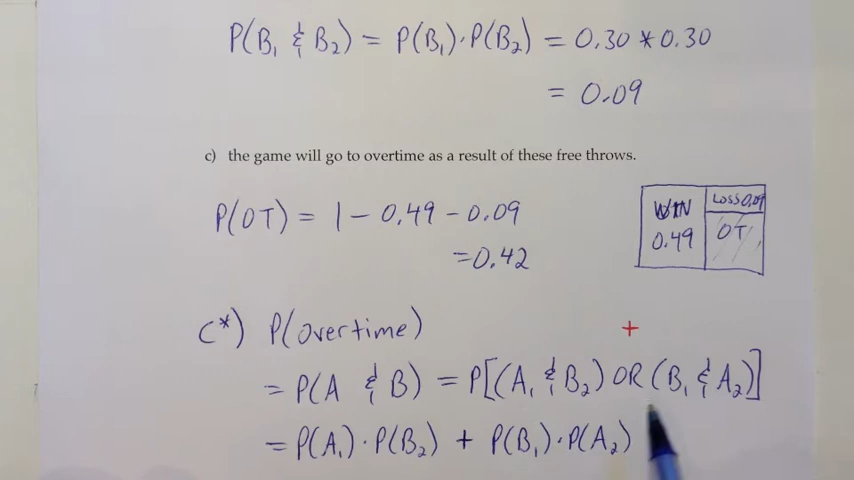 P(B₁ & B₂) = P(B₁)·P(B₂) = 0.30 * 0.30
= 0.09
c) the game will go to overtime as a result of these free throws.
P(OT) = 1 - 0.49 - 0.09
= 0.42
WIN
0.49
LOSS 0.09
OT
c*) P(overtime)
+
= P(A & B) = P[(A₁ & B₂) OR (B₁ & A₂)]
= P(A₁)·P(B₂) + P(B₁)·P(A₂)